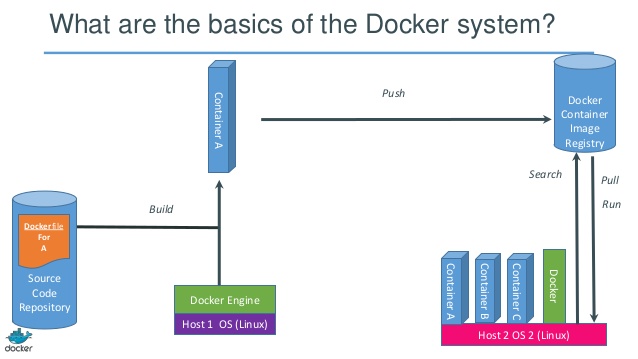 What are the basics of the Docker system?
Container A
Push
Docker
Container
Image
Registry
Search
Pull
Run
Build
Dockerfile
For
A
Source
Code
Repository
Docker Engine
Host 1 OS (Linux)
Container A
Container B
Container C
Docker
Host 2 OS 2 (Linux)
docker